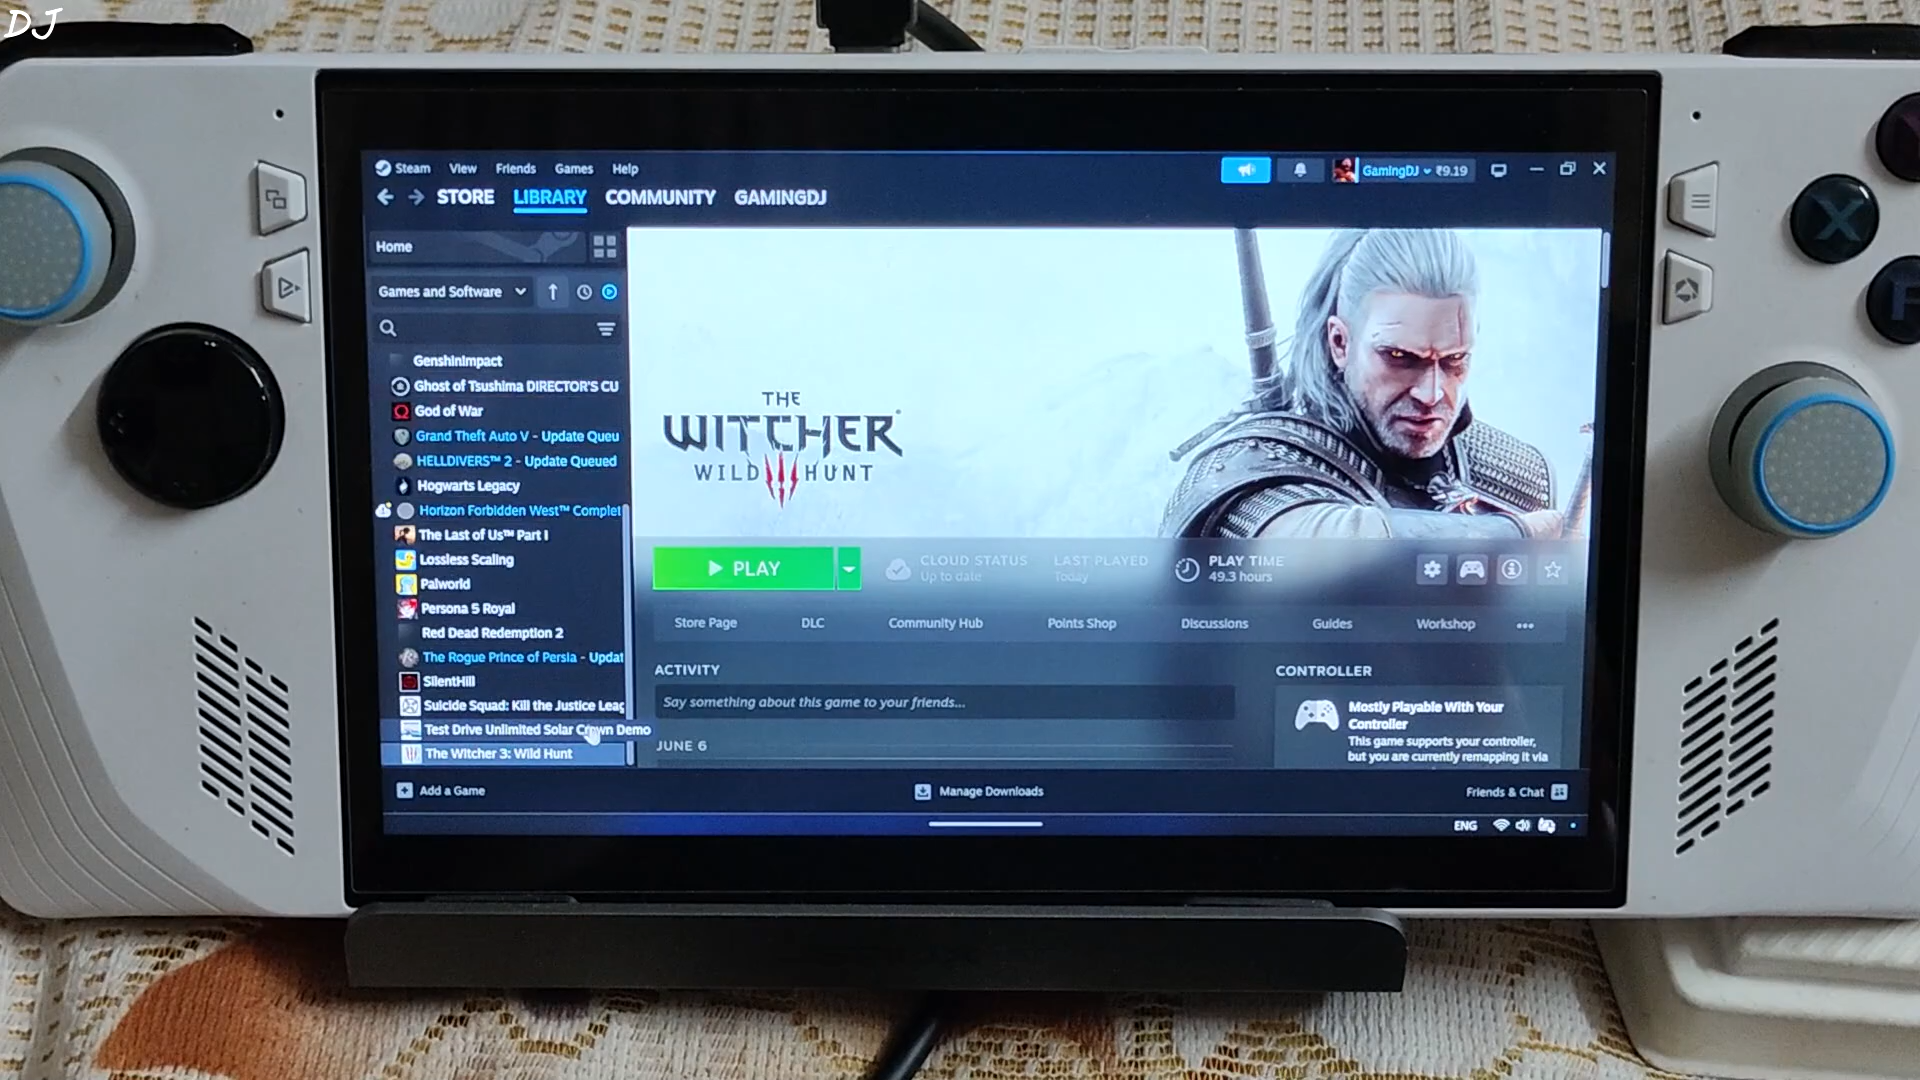 DJ
Steam View Friends Games Help
GamingDJ ₹9.19
STORE LIBRARY COMMUNITY GAMINGDJ
Home
Games and Software
GenshinImpact
Ghost of Tsushima DIRECTOR'S CU
God of War
Grand Theft Auto V - Update Queu
HELLDIVERS™ 2 - Update Queued
Hogwarts Legacy
Horizon Forbidden West™ Complet
The Last of Us™ Part I
Lossless Scaling
Palworld
Persona 5 Royal
Red Dead Redemption 2
The Rogue Prince of Persia - Updat
SilentHill
Suicide Squad: Kill the Justice Leag
Test Drive Unlimited Solar Crown Demo
The Witcher 3: Wild Hunt
THE
WITCHER
WILD HUNT
PLAY
CLOUD STATUS
Up to date
LAST PLAYED
Today
PLAY TIME
49.3 hours
Store Page DLC Community Hub Points Shop Discussions Guides Workshop
ACTIVITY
Say something about this game to your friends...
JUNE 6
CONTROLLER
Mostly Playable With Your
Controller
This game supports your controller,
but you are currently remapping it via
Add a Game
Manage Downloads
Friends & Chat
ENG
X